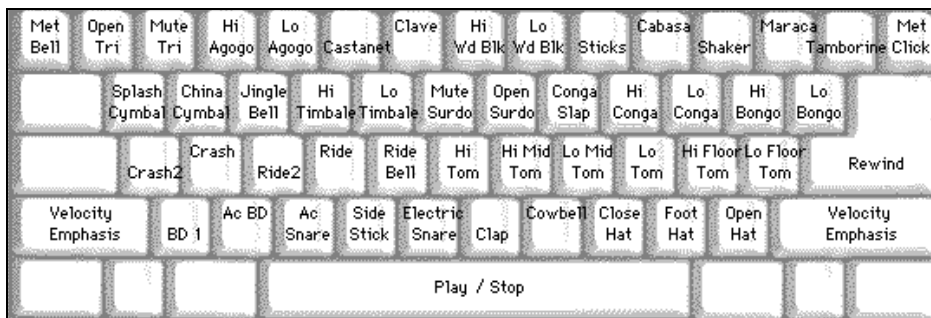 Met Bell
Open Tri
Mute Tri
Hi Agogo
Lo Agogo
Castanet
Clave
Hi Wd Blk
Lo Wd Blk
Sticks
Cabasa
Shaker
Maraca
Tamborine
Met Click
Splash Cymbal
China Cymbal
Jingle Bell
Hi Timbale
Lo Timbale
Mute Surdo
Open Surdo
Conga Slap
Hi Conga
Lo Conga
Hi Bongo
Lo Bongo
Crash2
Crash
Ride2
Ride
Ride Bell
Hi Tom
Hi Mid Tom
Lo Mid Tom
Lo Tom
Hi Floor Tom
Lo Floor Tom
Rewind
Velocity Emphasis
BD 1
Ac BD
Ac Snare
Side Stick
Electric Snare
Clap
Cowbell
Close Hat
Foot Hat
Open Hat
Velocity Emphasis
Play / Stop